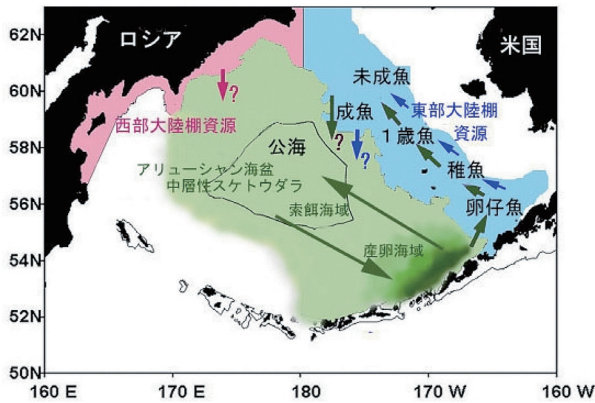 62N
60N
58N
56N
54N
52N
50N
ロシア
米国
未成魚
?
成魚
東部大陸棚
資源
西部大陸棚資源
?
?
1歳魚
公海
稚魚
アリューシャン海盆
中層性スケトウダラ
卵仔魚
索餌海域
産卵海域
160 E
170 E
180
170 W
160 W